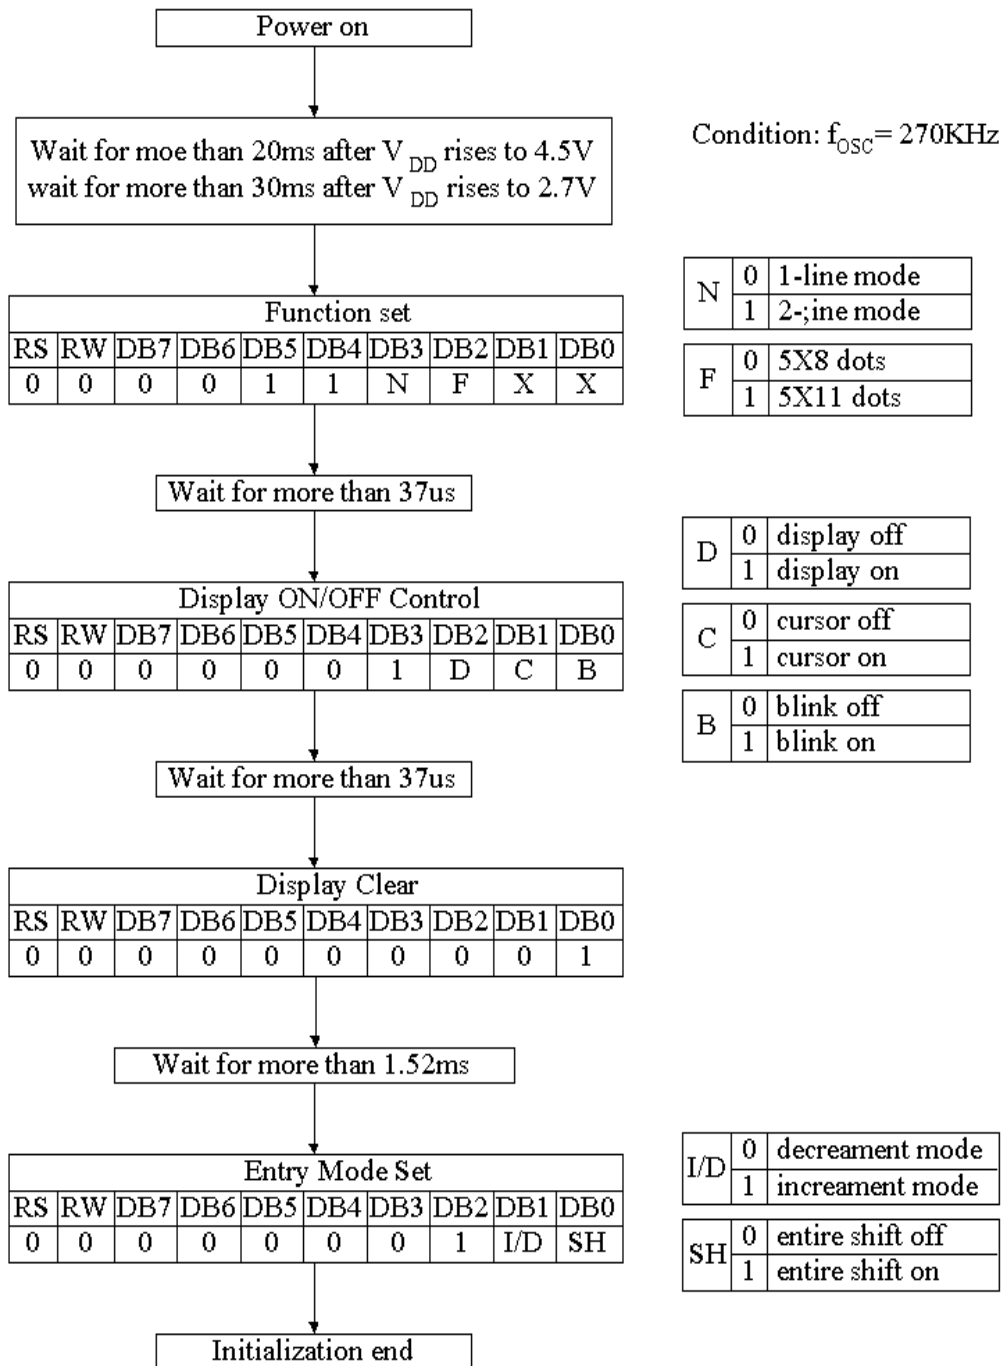 Power on
Wait for moe than 20ms after V DD rises to 4.5V
wait for more than 30ms after V DD rises to 2.7V
Condition: fOSC= 270KHz
Function set
RS RW DB7 DB6 DB5 DB4 DB3 DB2 DB1 DB0
0 0 0 0 1 1 N F X X
N 0 1-line mode
1 2-;ine mode
F 0 5X8 dots
1 5X11 dots
Wait for more than 37us
Display ON/OFF Control
RS RW DB7 DB6 DB5 DB4 DB3 DB2 DB1 DB0
0 0 0 0 0 0 1 D C B
D 0 display off
1 display on
C 0 cursor off
1 cursor on
B 0 blink off
1 blink on
Wait for more than 37us
Display Clear
RS RW DB7 DB6 DB5 DB4 DB3 DB2 DB1 DB0
0 0 0 0 0 0 0 0 0 1
Wait for more than 1.52ms
Entry Mode Set
RS RW DB7 DB6 DB5 DB4 DB3 DB2 DB1 DB0
0 0 0 0 0 0 0 1 I/D SH
I/D 0 decreament mode
1 increament mode
SH 0 entire shift off
1 entire shift on
Initialization end